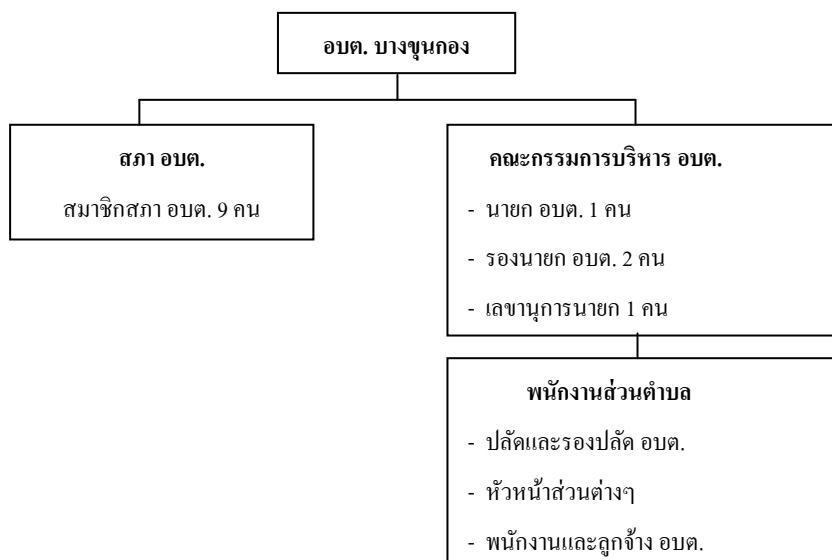 อบต. บางขุนกอง
สภา อบต.
สมาชิกสภา อบต. 9 คน
คณะกรรมการบริหาร อบต.
- นายก อบต. 1 คน
- รองนายก อบต. 2 คน
- เลขานุการนายก 1 คน
พนักงานส่วนตำบล
- ปลัดและรองปลัด อบต.
- หัวหน้าส่วนต่างๆ
- พนักงานและลูกจ้าง อบต.